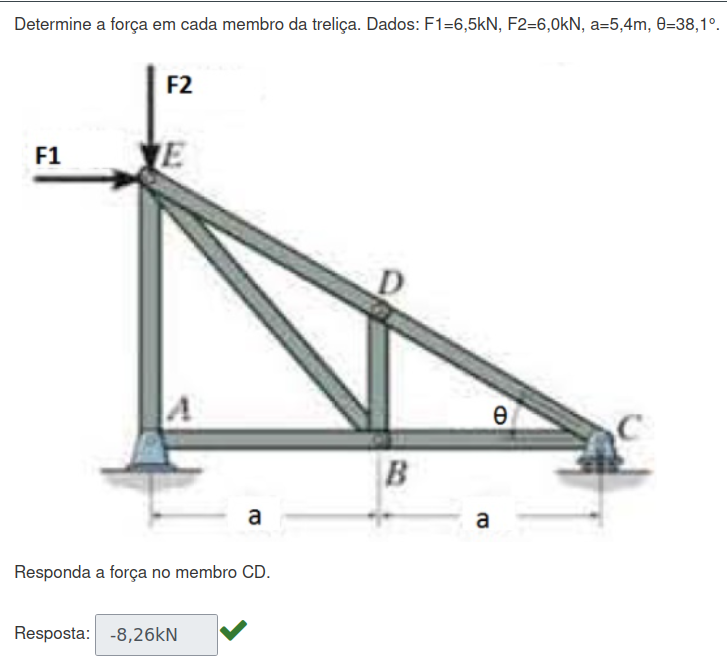 Determine a força em cada membro da treliça. Dados: F1=6,5kN, F2=6,0kN, a=5,4m, θ=38,1º.
F2
F1
E
D
A
θ
C
B
a
a
Responda a força no membro CD.
Resposta: -8,26kN